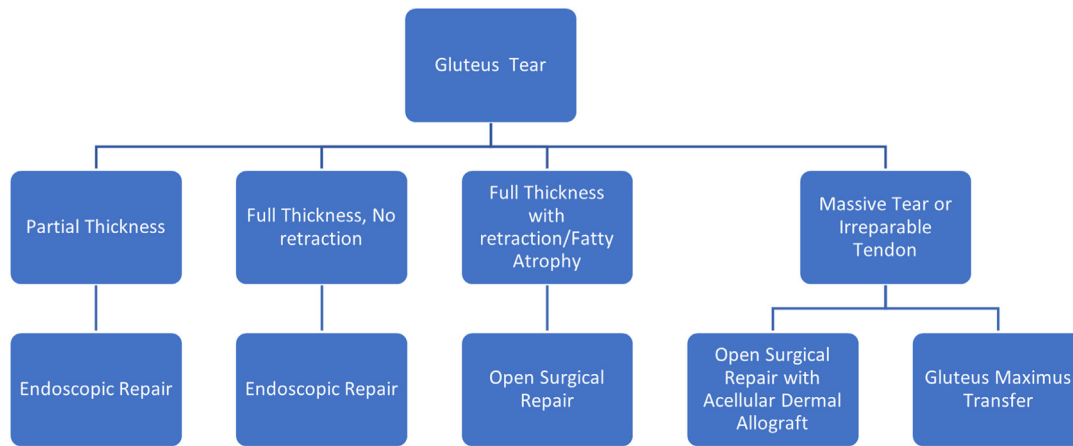 Gluteus  Tear
Partial Thickness
Full Thickness, No
retraction
Full Thickness
with
retraction/Fatty
Atrophy
Massive Tear or
Irreparable
Tendon
Endoscopic Repair
Endoscopic Repair
Open Surgical
Repair
Open Surgical
Repair with
Acellular Dermal
Allograft
Gluteus Maximus
Transfer